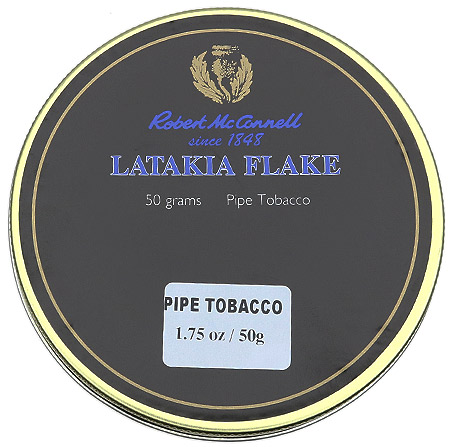 Robert McConnell
since 1848
LATAKIA FLAKE
50 grams Pipe Tobacco
PIPE TOBACCO
1.75 oz / 50g